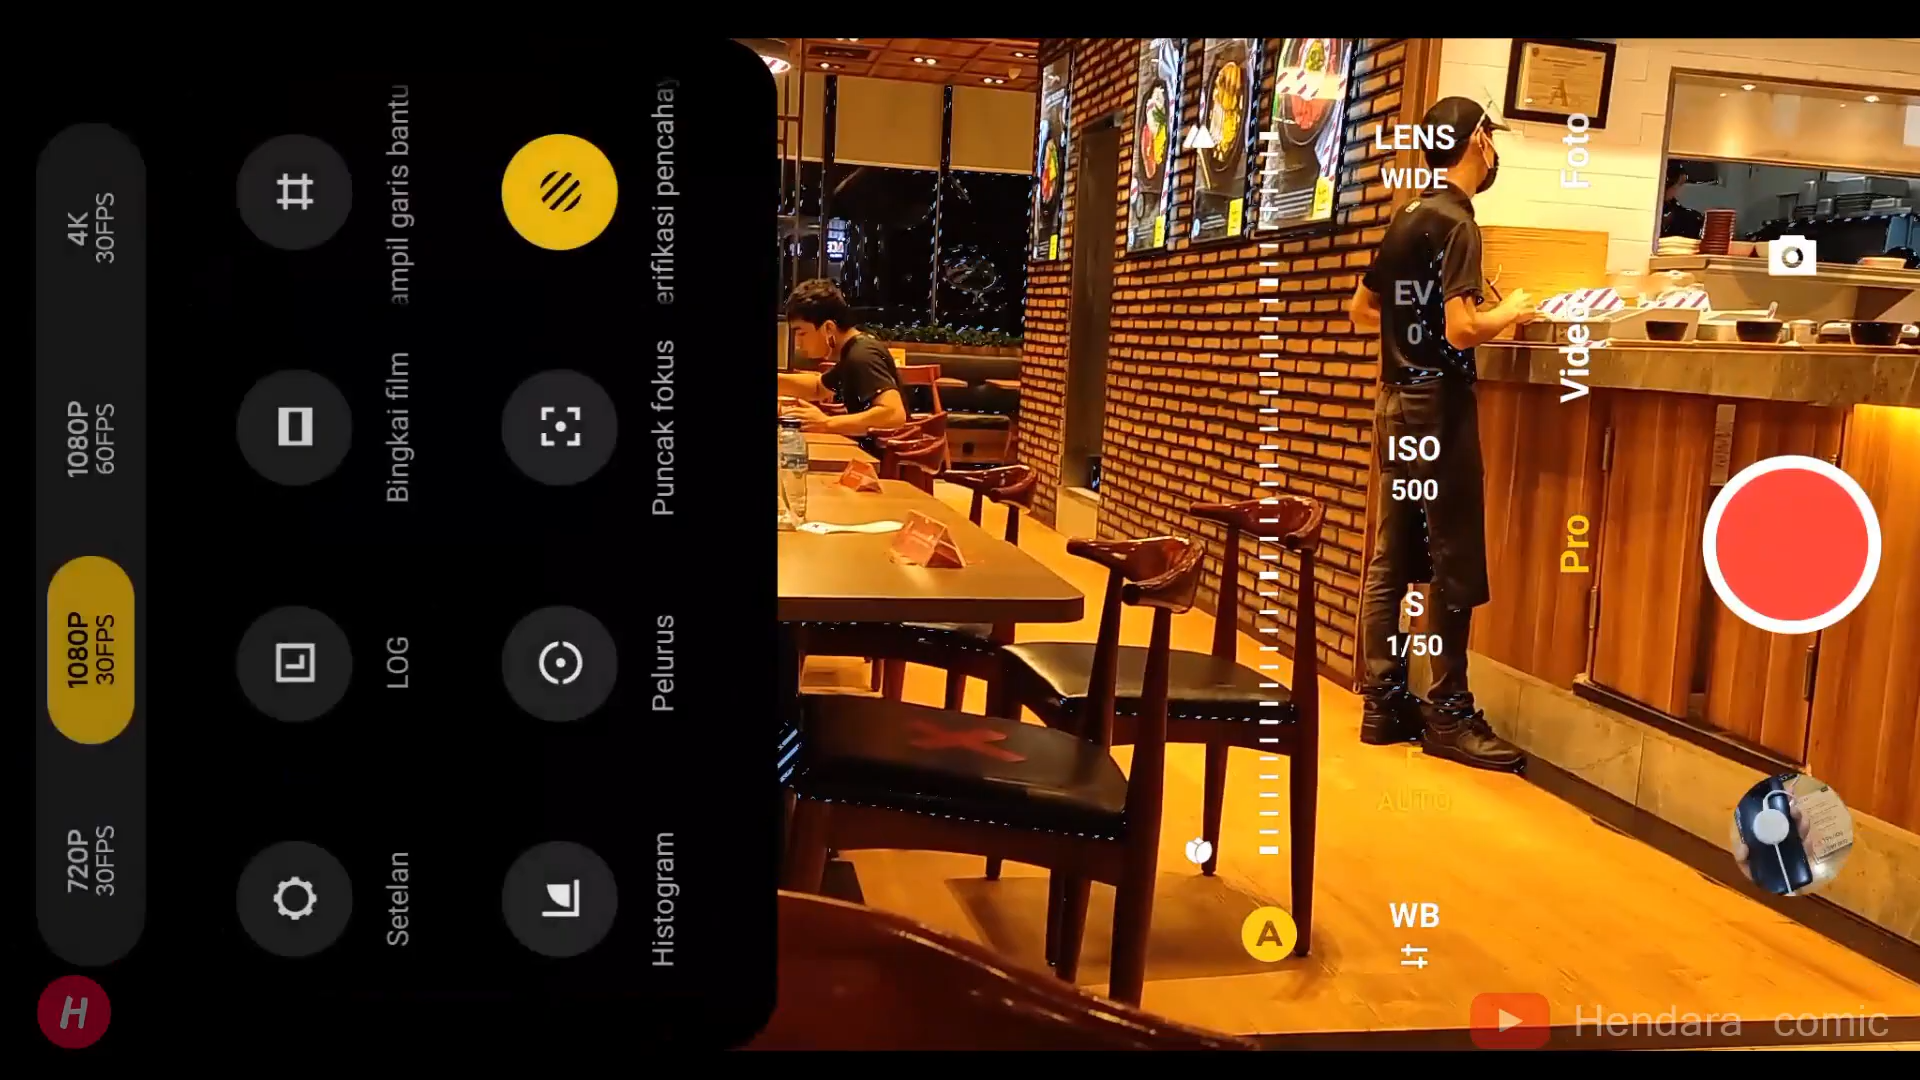 4K
30FPS
1080P
60FPS
1080P
30FPS
720P
30FPS
ampil garis bantu
Bingkai film
LOG
Setelan
erifikasi pencahay
Puncak fokus
Pelurus
Histogram
LENS
WIDE
EV
0
ISO
500
S
1/50
F
AUTO
WB
A
Foto
Video
Pro
H
Hendara comic